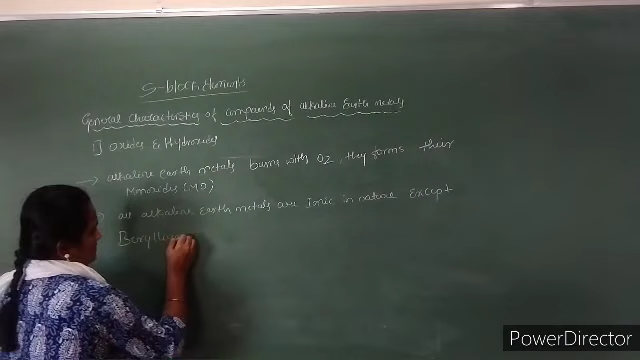 S-block Elements
General Characteristics of compounds of alkaline Earth metals
1] oxides & Hydroxides
→ alkaline earth metals burns with O2, they forms their
Monoxides (MO)
all alkaline Earth metals are Ionic in nature Except
Beryllium
PowerDirector